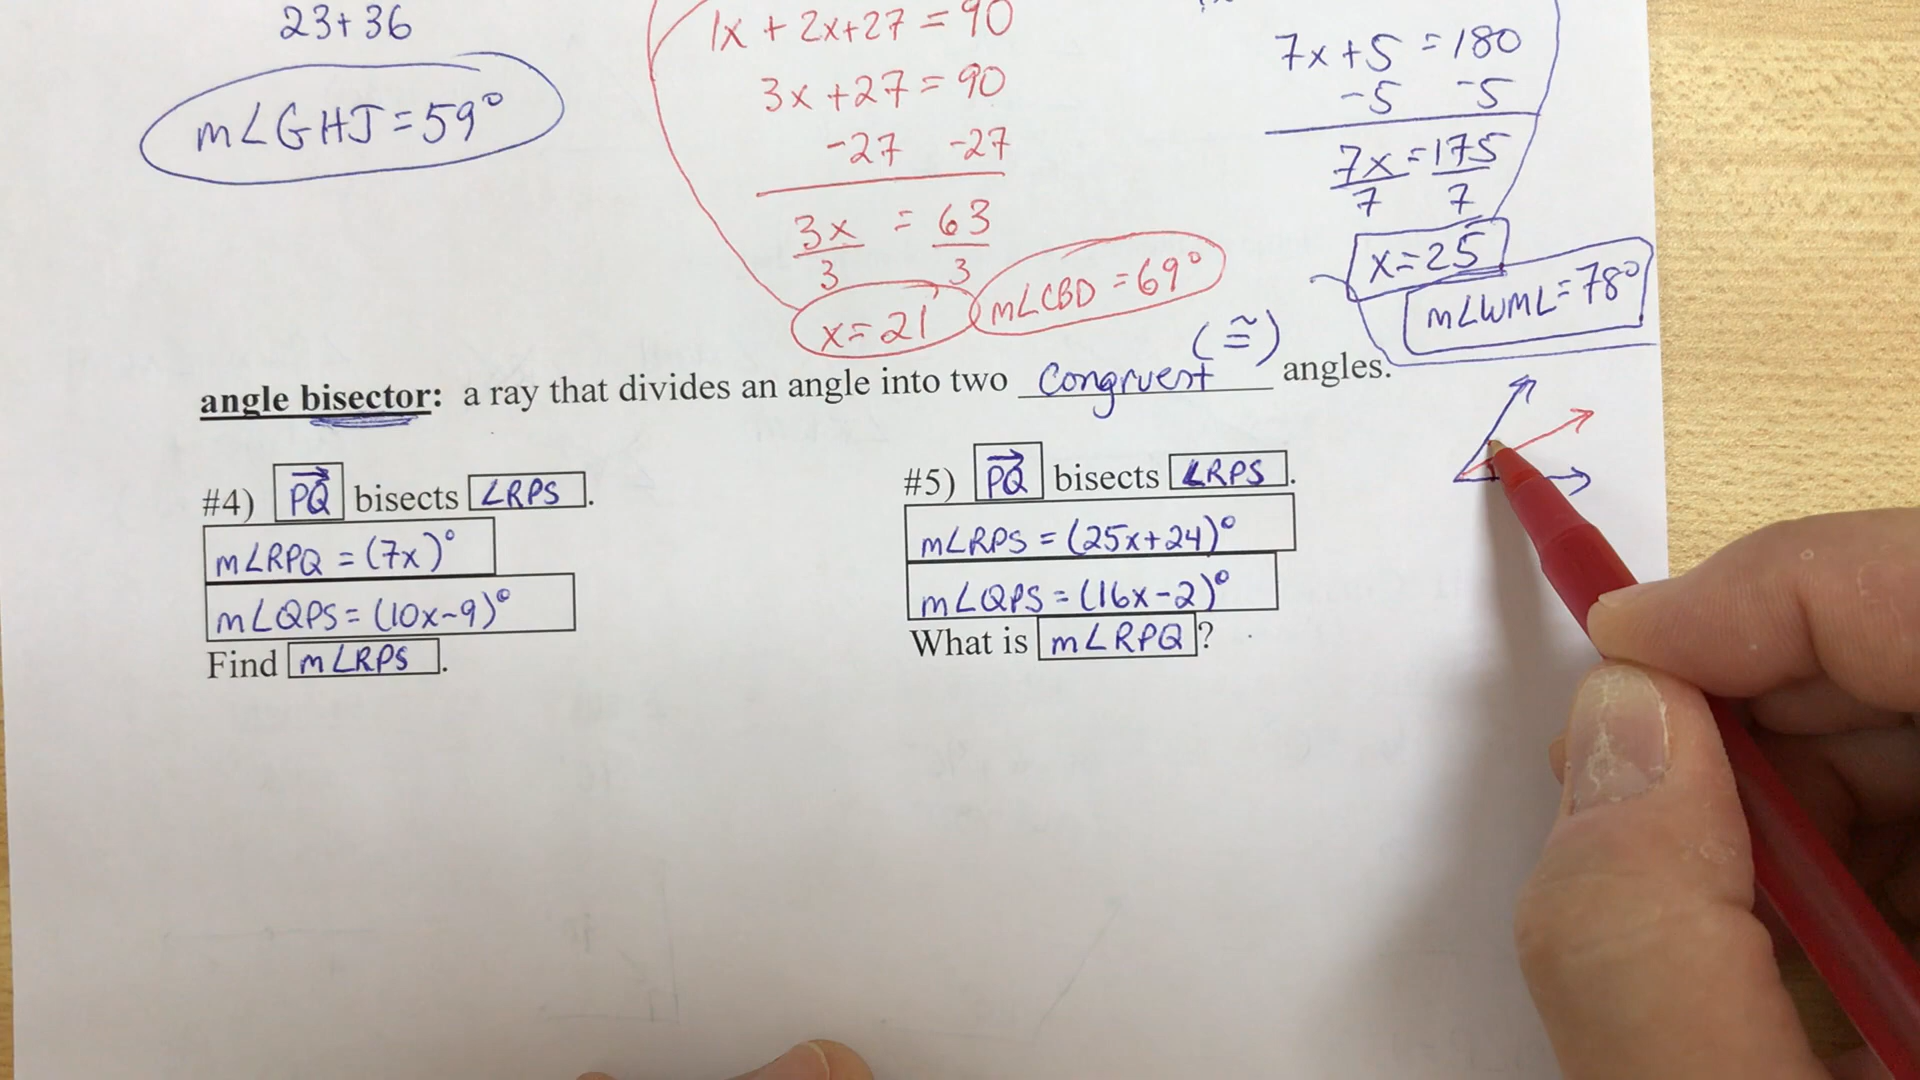 23+36
m∠GHJ=59°
1x + 2x+27 = 90
3x +27 = 90
-27 -27
3x = 63
3 3
x=21
m∠CBD =69°
7x+5 =180
-5 -5
7x=175
7 7
x=25
m∠WML=78°
(≅)
angle bisector: a ray that divides an angle into two congruent angles.
#4) PQ⃗ bisects ∠RPS.
m∠RPQ = (7x)°
m∠QPS= (10x-9)°
Find m∠RPS.
#5) PQ⃗ bisects ∠RPS.
m∠RPS = (25x+24)°
m∠QPS = (16x-2)°
What is m∠RPQ?